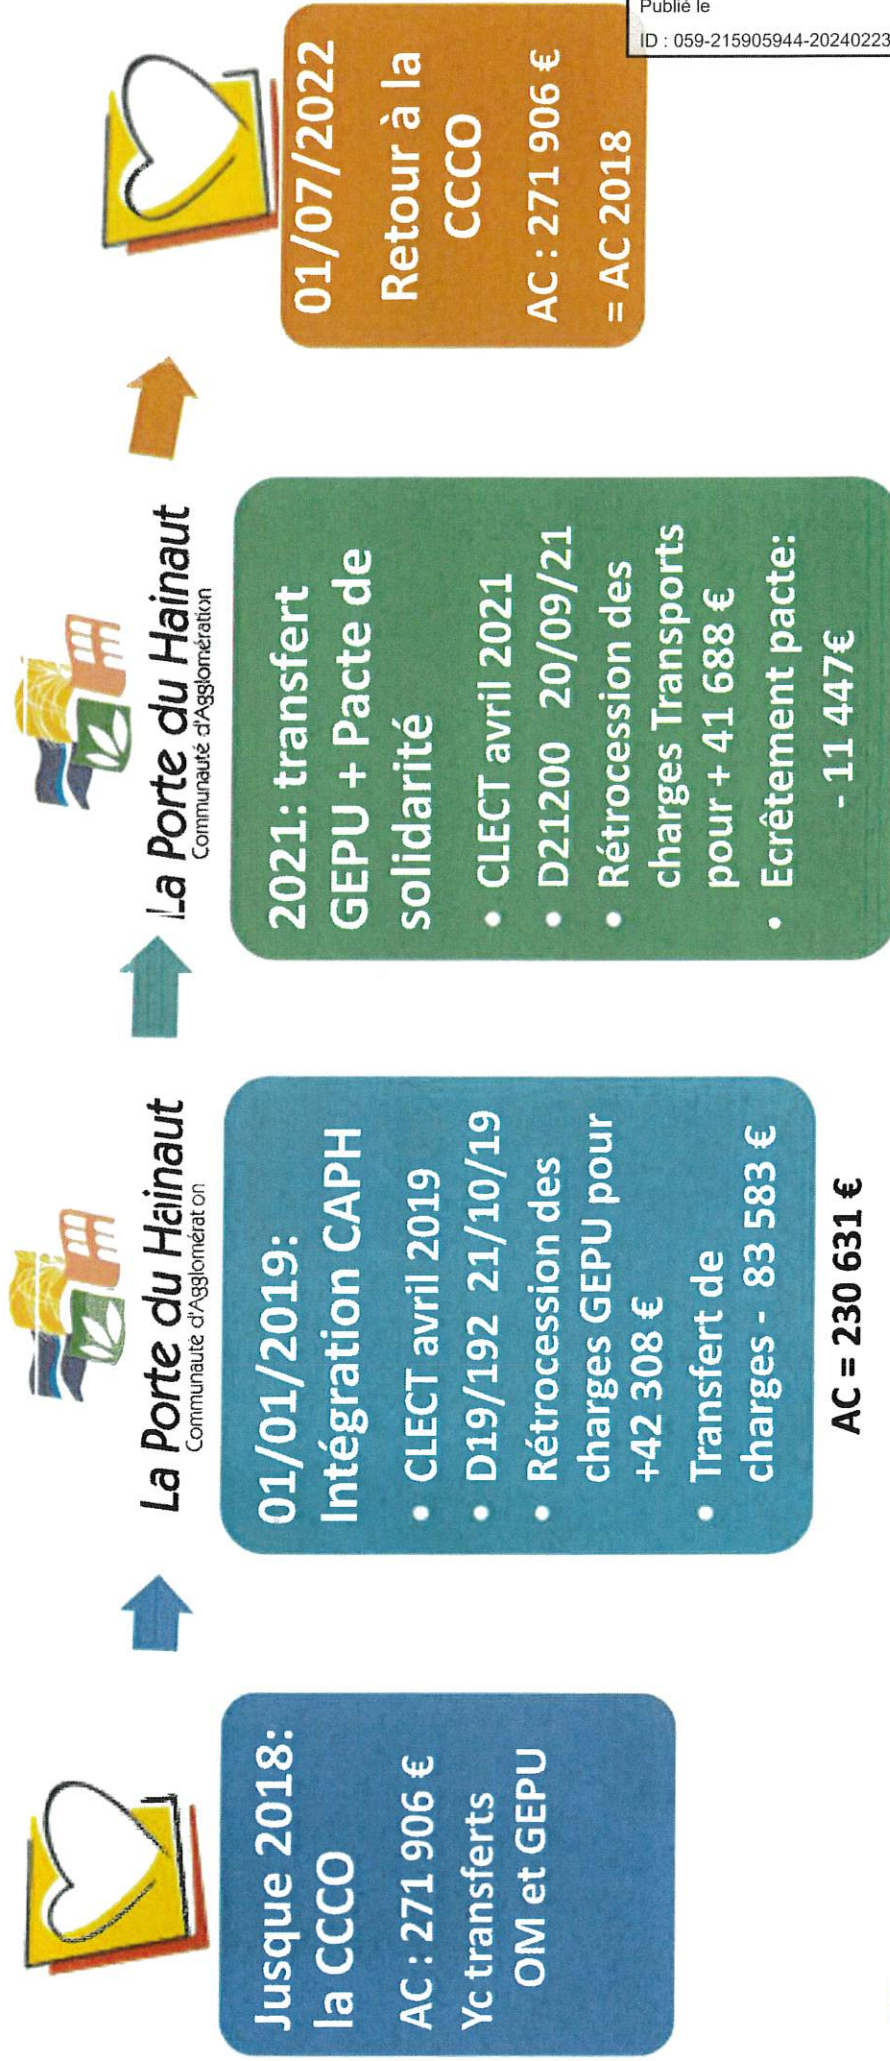 Publié le
ID : 059-215905944-20240223
Jusque 2018:
la CCCO
AC : 271 906 €
Yc transferts
OM et GEPU
La Porte du Hainaut
Communauté d'Agglomération
01/01/2019:
Intégration CAPH
• CLECT avril 2019
• D19/192 21/10/19
• Rétrocession des
charges GEPU pour
+42 308 €
• Transfert de
charges - 83 583 €
AC = 230 631 €
La Porte du Hainaut
Communauté d'Agglomération
2021: transfert
GEPU + Pacte de
solidarité
• CLECT avril 2021
• D21200 20/09/21
• Rétrocession des
charges Transports
pour + 41 688 €
• Ecrêtement pacte:
- 11 447€
01/07/2022
Retour à la
CCCO
AC : 271 906 €
= AC 2018